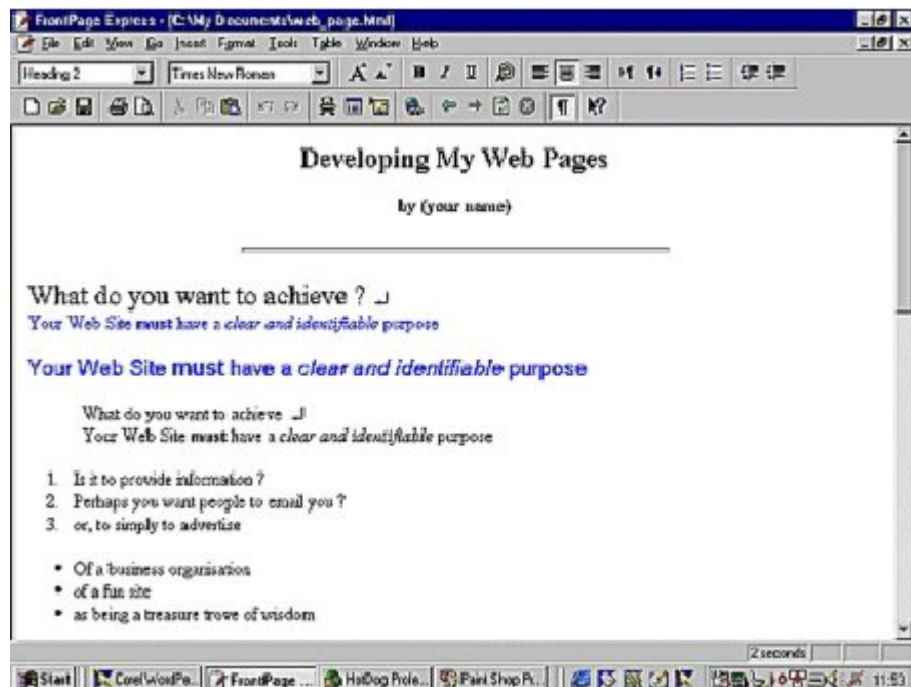 FrontPage Express - [C:\My Documents\web_page.html]
File Edit View Go Insert Format Tools Table Window Help
Heading 2 Times New Roman
Developing My Web Pages
by (your name)
What do you want to achieve ?
Your Web Site must have a clear and identifiable purpose
Your Web Site must have a clear and identifiable purpose
What do you want to achieve
Your Web Site must have a clear and identifiable purpose
1. Is it to provide information ?
2. Perhaps you want people to email you ?
3. or, to simply to advertise
• Of a business organisation
• of a fun site
• as being a treasure trowe of wisdom
2 seconds
Start Corel WordPe... FrontPage ... HotDog Profe... Paint Shop Pr... 11:53